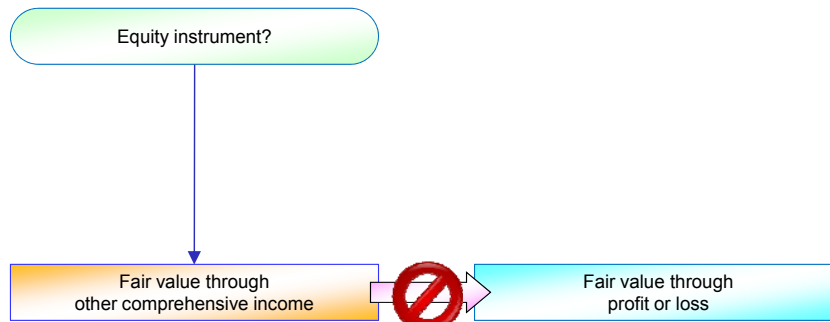 Equity instrument?
Fair value through
other comprehensive income
Fair value through
profit or loss